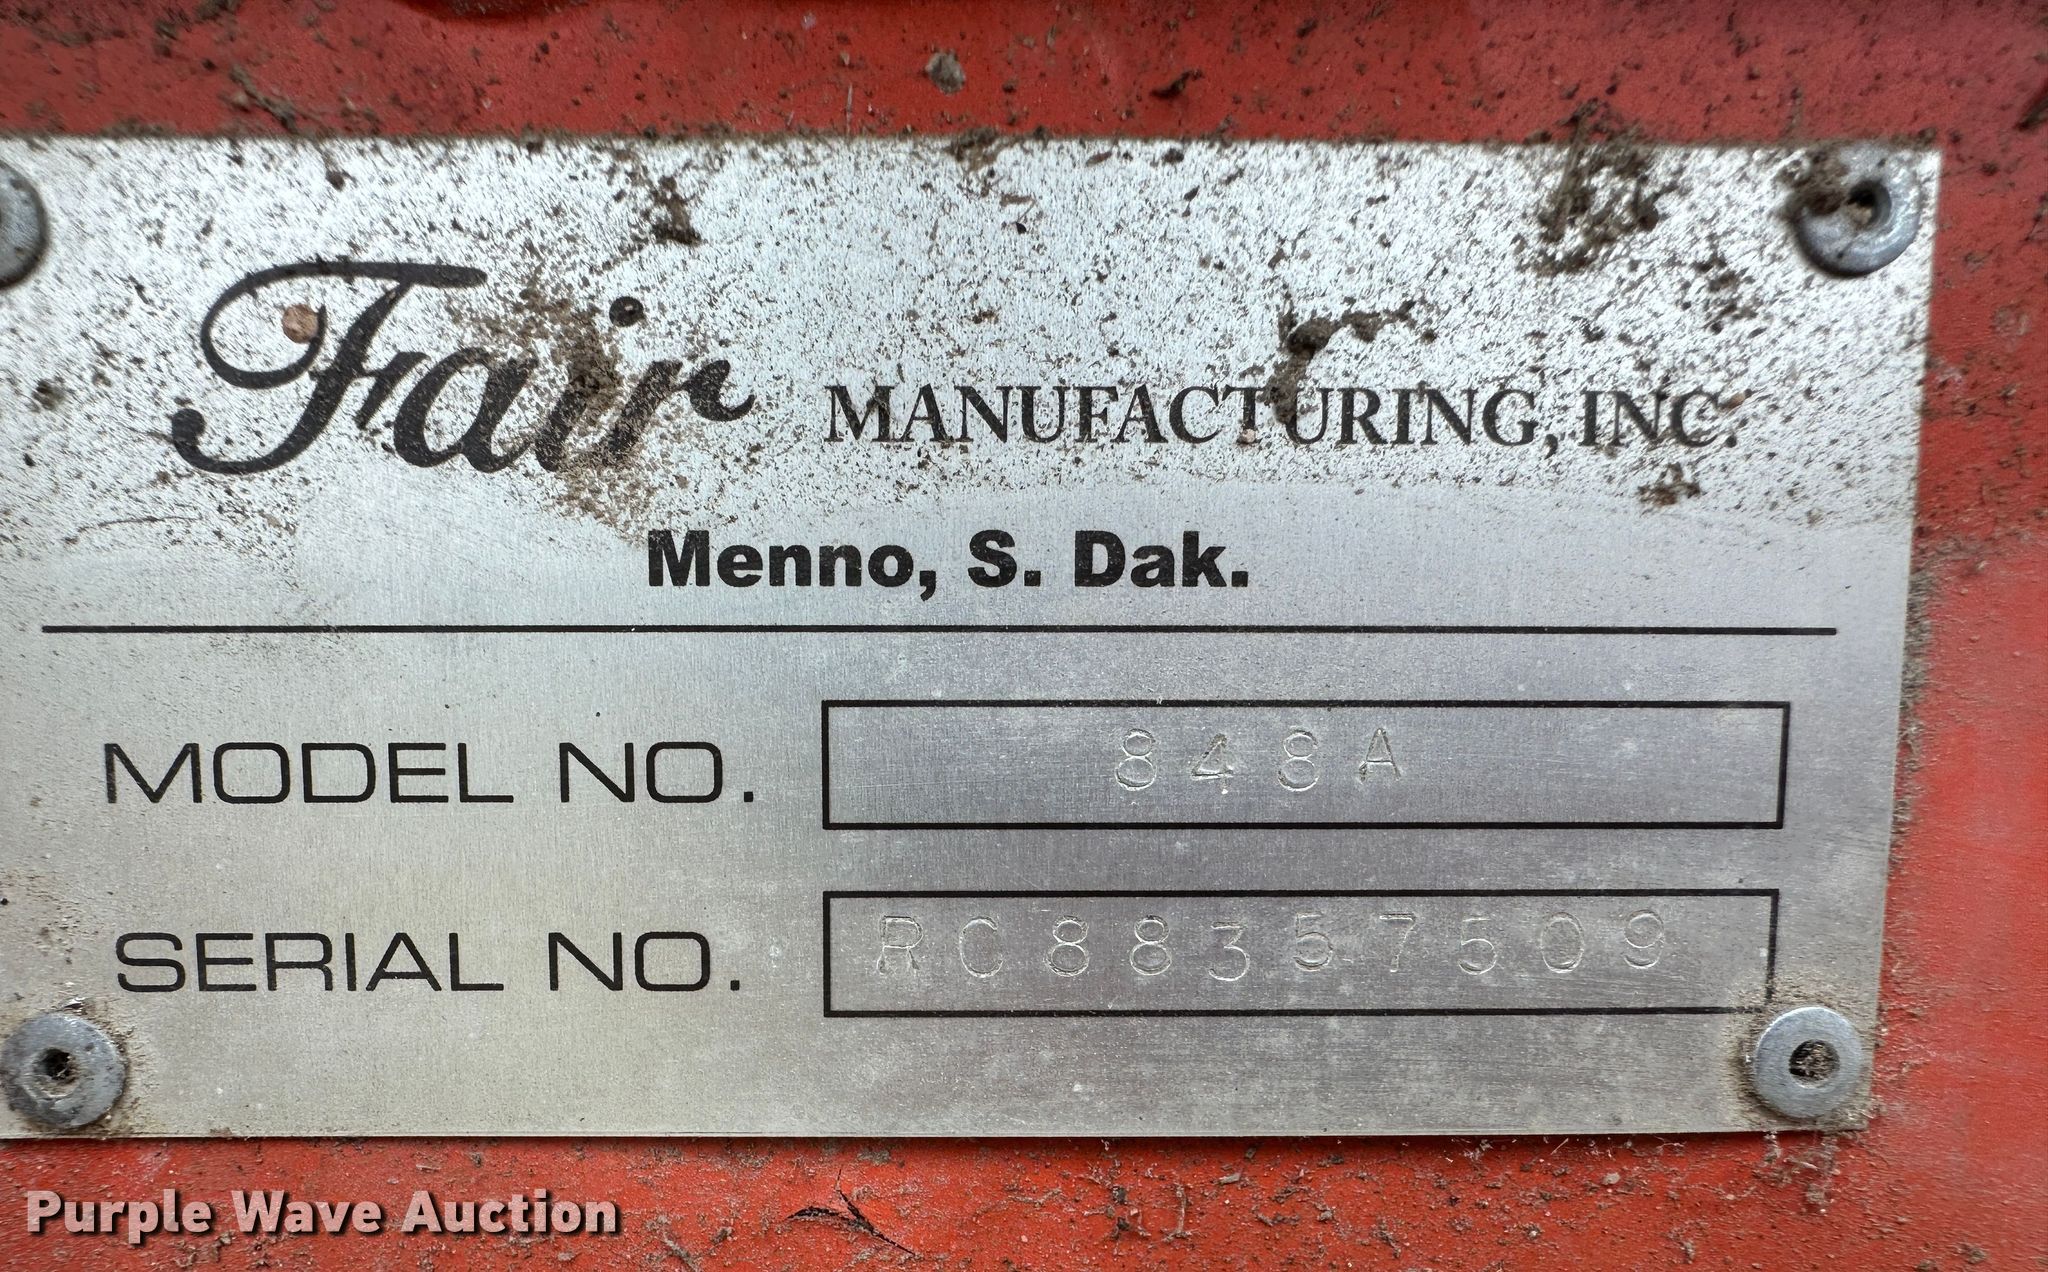 Fair MANUFACTURING, INC.
Menno, S. Dak.
MODEL NO. 848A
SERIAL NO. RC88357509
Purple Wave Auction